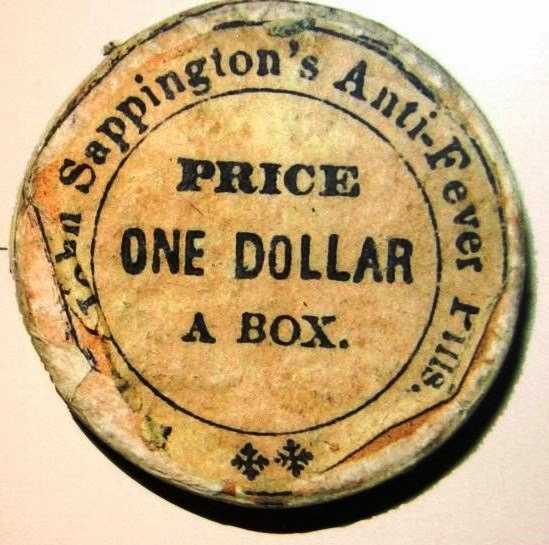 John Sappington's Anti-Fever Pills.
PRICE
ONE DOLLAR
A BOX.